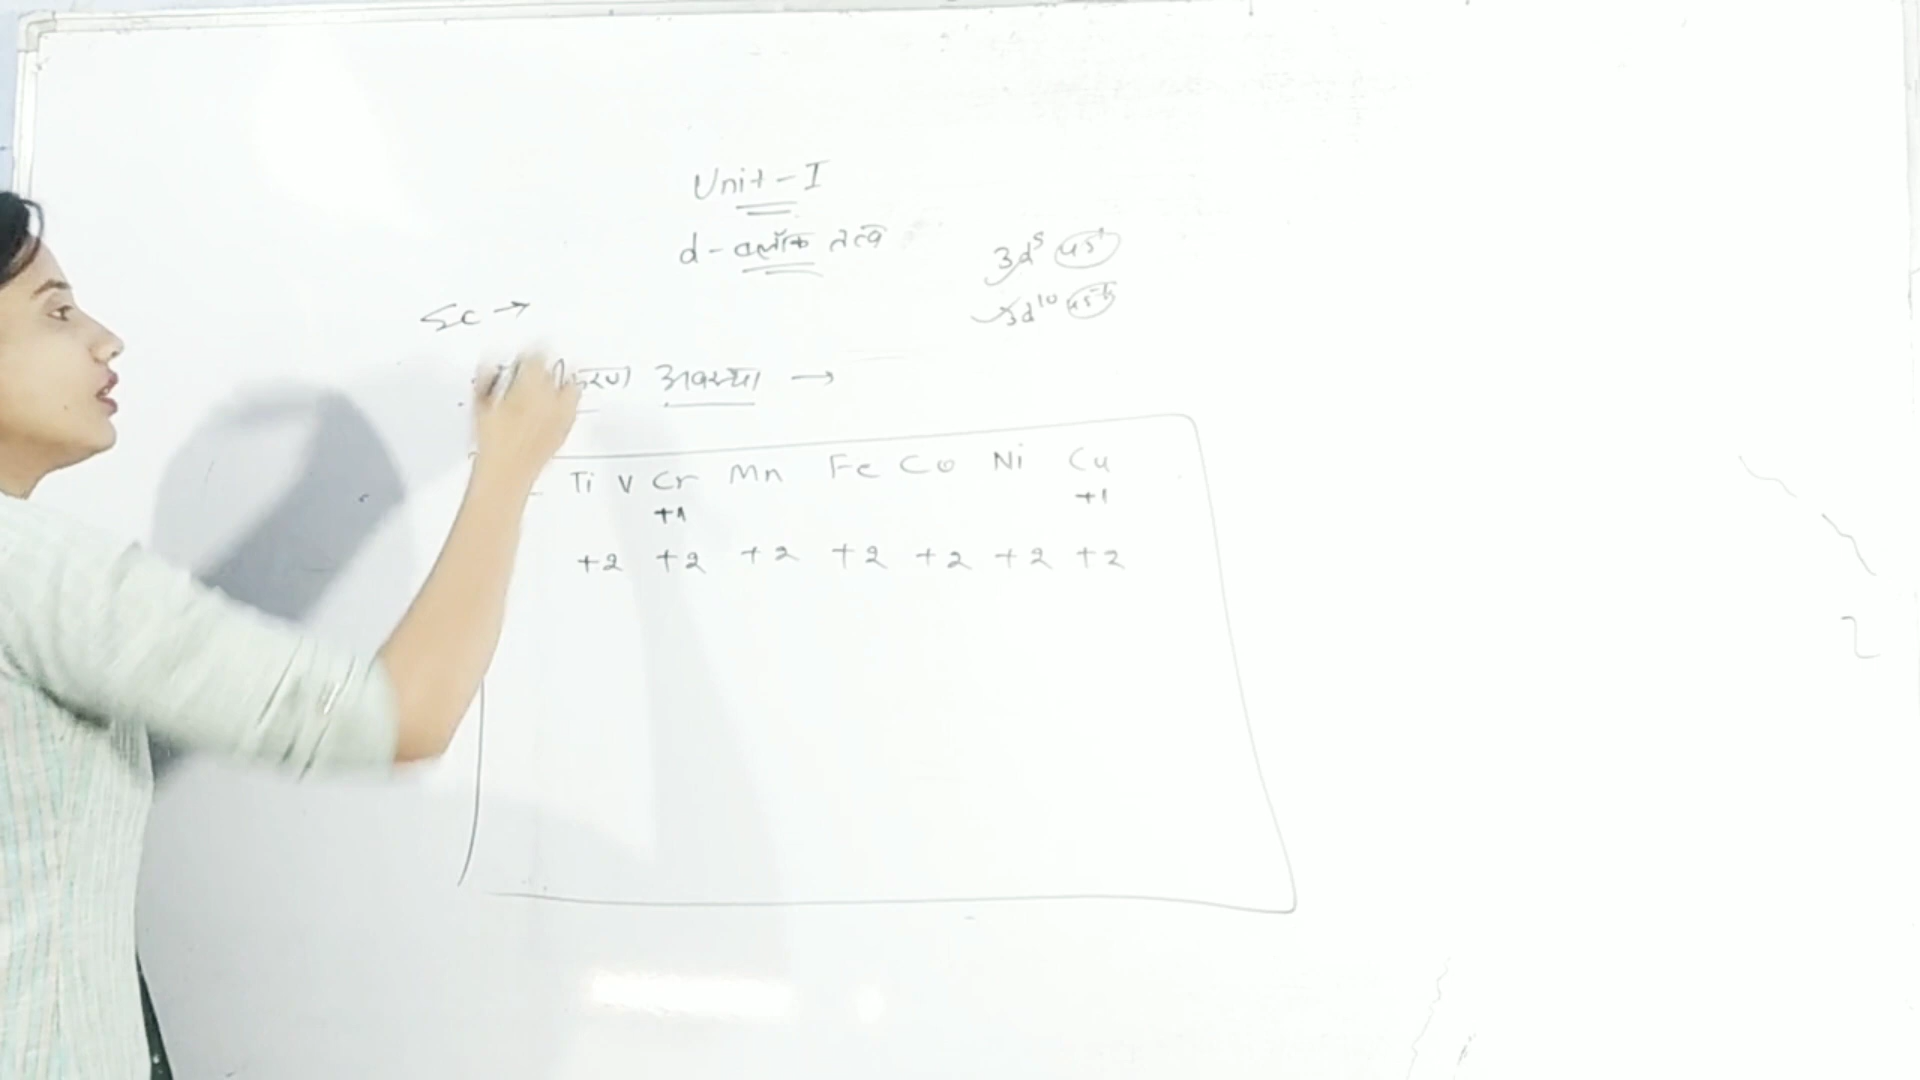 Unit-I
d-ब्लॉक तत्व
3d⁵ 4s¹
3d¹⁰ 4s¹
Sc →
अवस्था →
Ti V Cr Mn Fe Co Ni Cu
+1 +1
+2 +2 +2 +2 +2 +2 +2